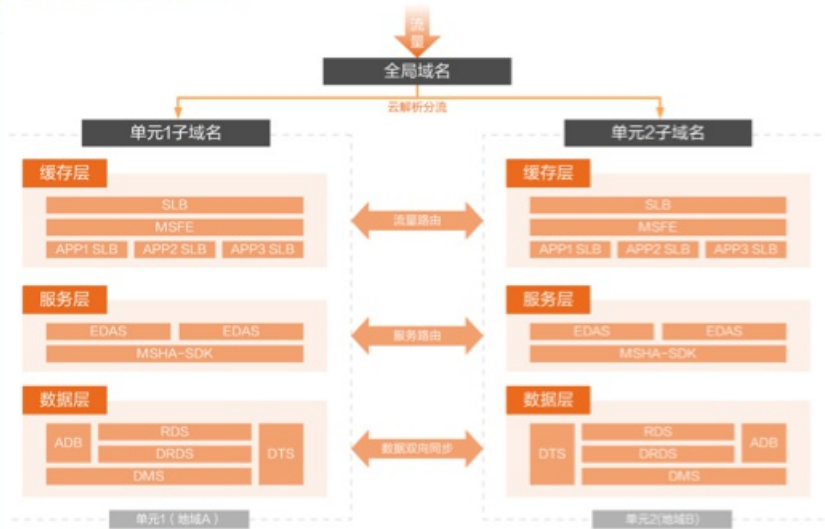 流
量
全局域名
云解析分流
单元1子域名
单元2子域名
缓存层
SLB
MSFE
APP1 SLB APP2 SLB APP3 SLB
流量路由
缓存层
SLB
MSFE
APP1 SLB APP2 SLB APP3 SLB
服务层
EDAS EDAS
MSHA-SDK
服务路由
服务层
EDAS EDAS
MSHA-SDK
数据层
ADB
RDS
DRDS
DTS
DMS
数据双向同步
数据层
DTS
RDS
DRDS
ADB
DMS
单元1（地域A）
单元2(地域B)